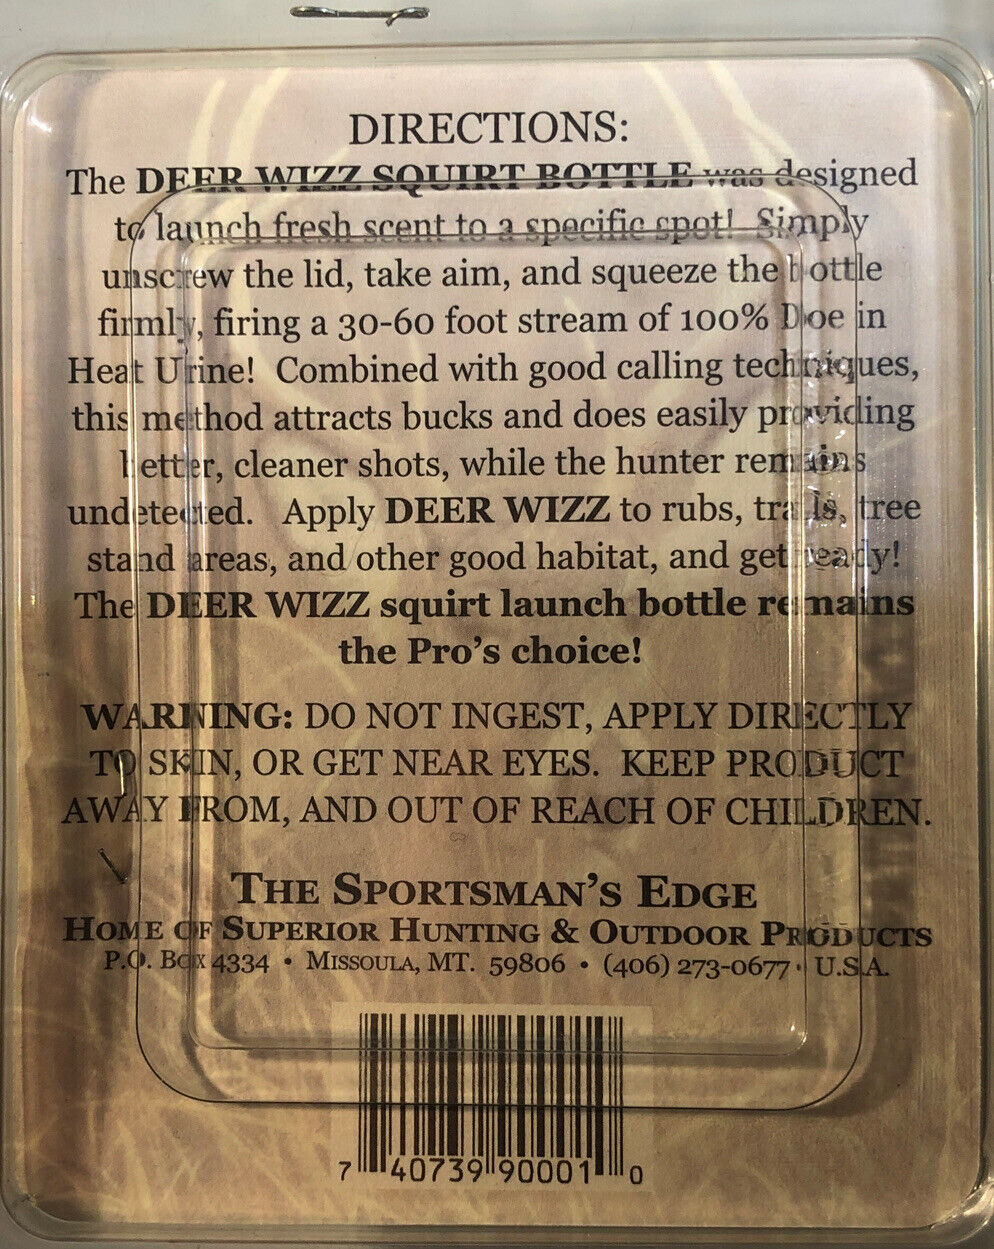 DIRECTIONS:
The DEER WIZZ SQUIRT BOTTLE was designed
to launch fresh scent to a specific spot! Simply
unscrew the lid, take aim, and squeeze the bottle
firmly, firing a 30-60 foot stream of 100% Doe in
Heat Urine! Combined with good calling techniques,
this method attracts bucks and does easily providing
better, cleaner shots, while the hunter remains
undetected. Apply DEER WIZZ to rubs, trails, tree
stand areas, and other good habitat, and get ready!
The DEER WIZZ squirt launch bottle remains
the Pro's choice!
WARNING: DO NOT INGEST, APPLY DIRECTLY
TO SKIN, OR GET NEAR EYES. KEEP PRODUCT
AWAY FROM, AND OUT OF REACH OF CHILDREN.
THE SPORTSMAN'S EDGE
HOME OF SUPERIOR HUNTING & OUTDOOR PRODUCTS
P.O. BOX 4334 • MISSOULA, MT. 59806 • (406) 273-0677 • U.S.A.
7 40739 90001 0